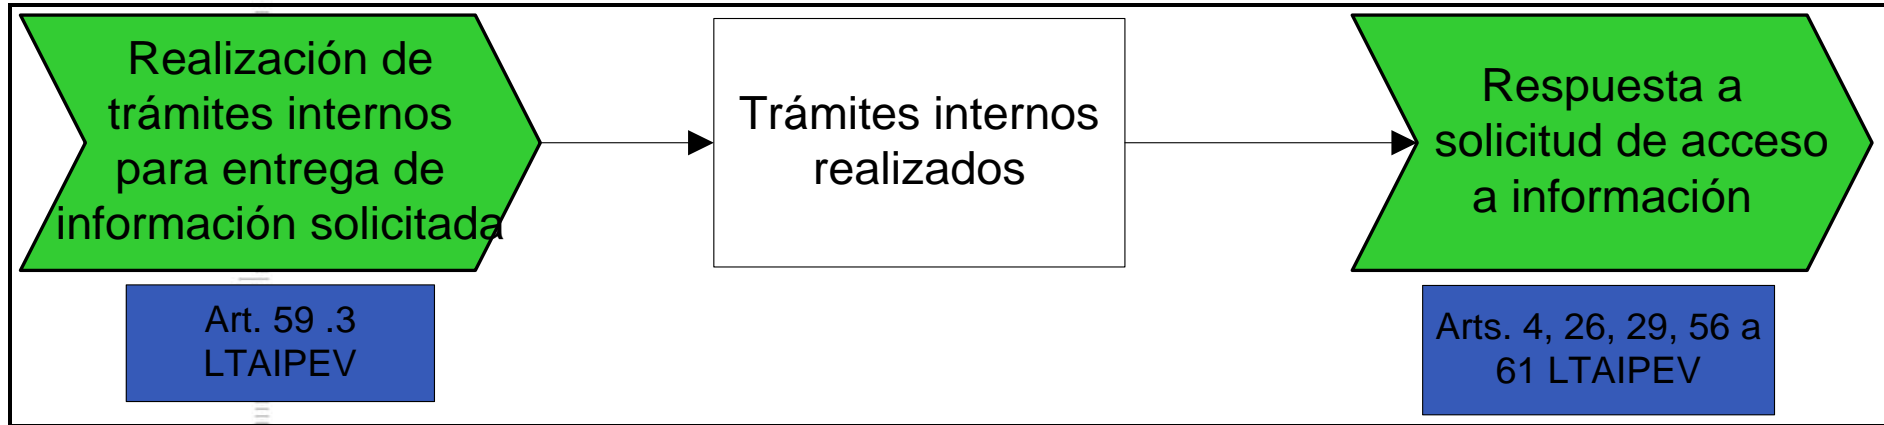 Realización de
trámites internos
para entrega de
información solicitada
Art. 59 .3
LTAIPEV
Trámites internos
realizados
Respuesta a
solicitud de acceso
a información
Arts. 4, 26, 29, 56 a
61 LTAIPEV